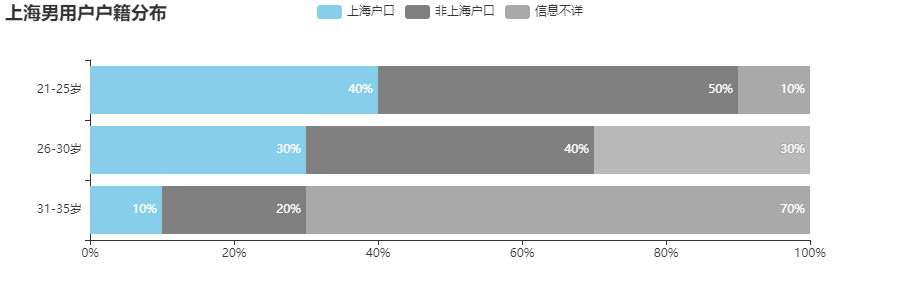 上海男用户户籍分布
上海户口 非上海户口 信息不详
21-25岁 40% 50% 10%
26-30岁 30% 40% 30%
31-35岁 10% 20% 70%
0% 20% 40% 60% 80% 100%